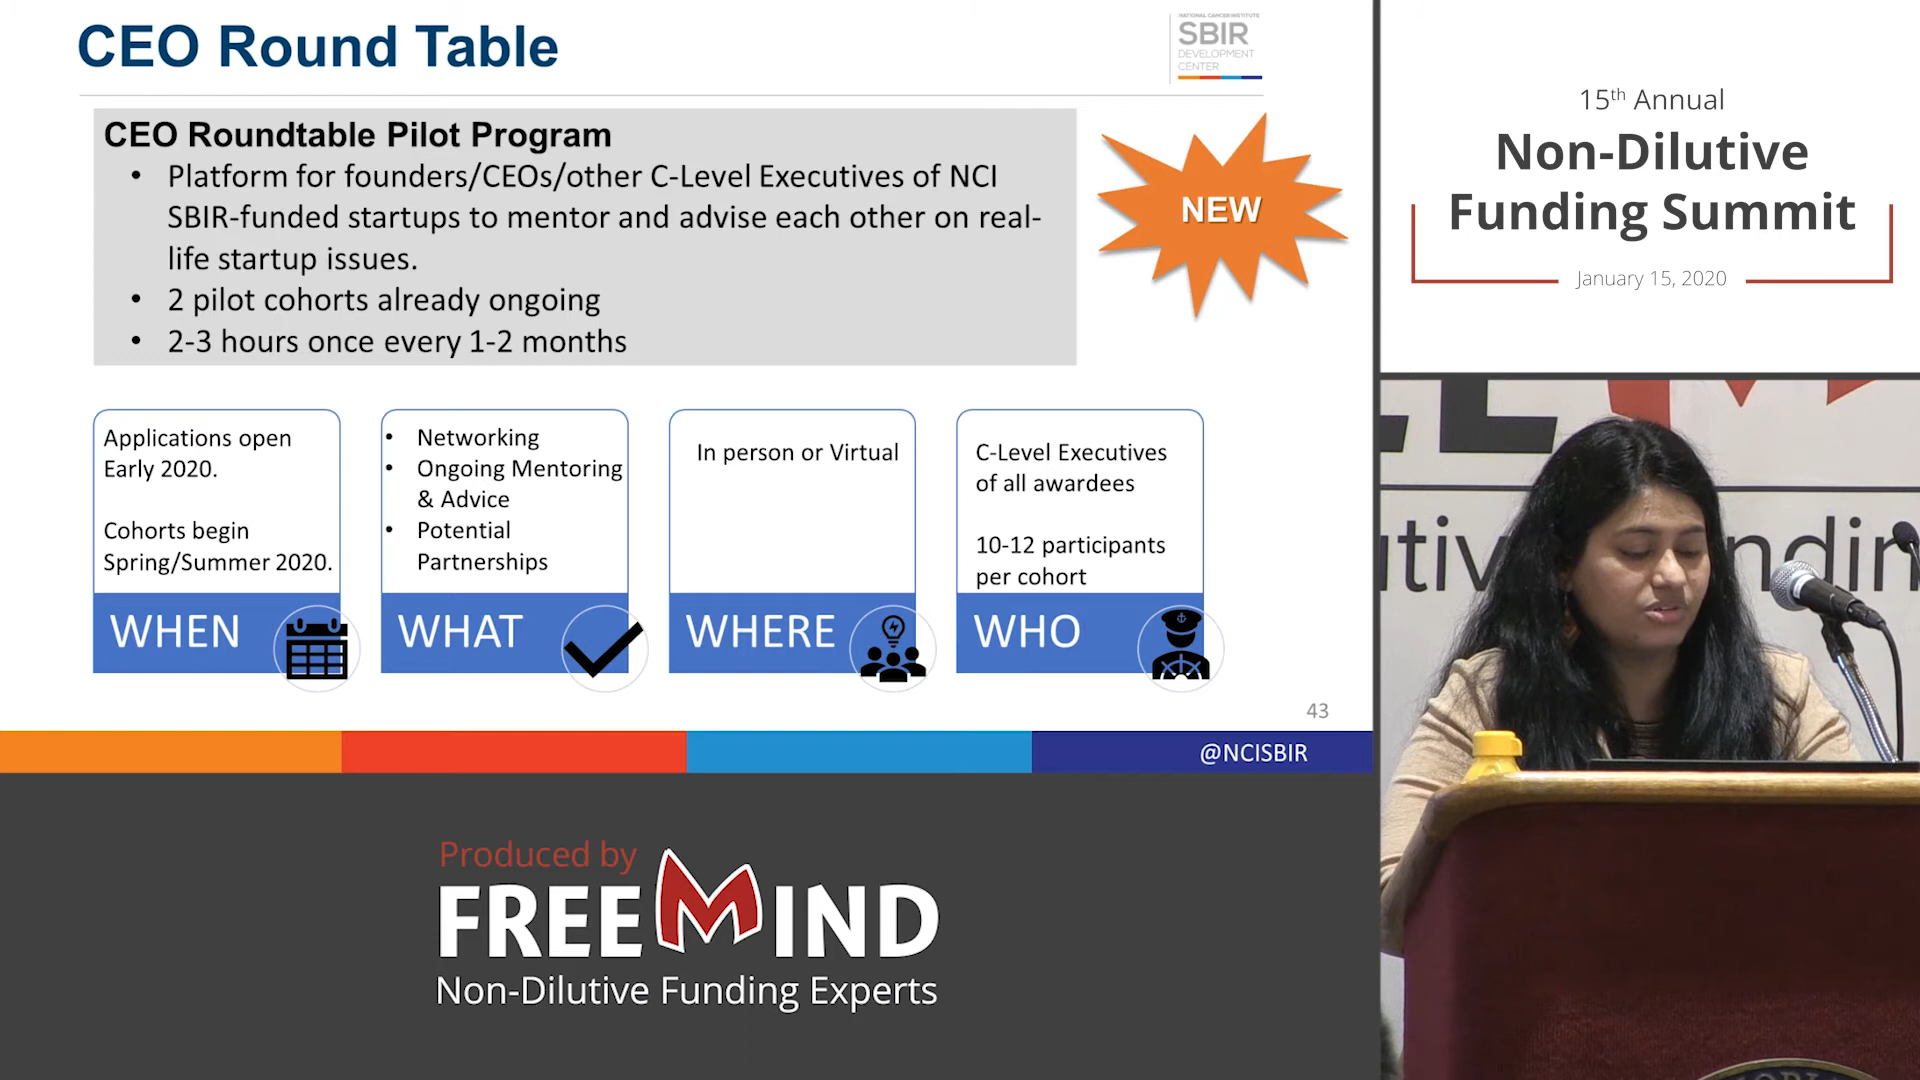 CEO Round Table
NATIONAL CANCER INSTITUTE
SBIR
DEVELOPMENT
CENTER
CEO Roundtable Pilot Program
• Platform for founders/CEOs/other C-Level Executives of NCI
SBIR-funded startups to mentor and advise each other on real-
life startup issues.
• 2 pilot cohorts already ongoing
• 2-3 hours once every 1-2 months
NEW
Applications open
Early 2020.
Cohorts begin
Spring/Summer 2020.
WHEN
• Networking
• Ongoing Mentoring
& Advice
• Potential
Partnerships
WHAT
In person or Virtual
WHERE
C-Level Executives
of all awardees
10-12 participants
per cohort
WHO
43
@NCISBIR
Produced by
FREEMIND
Non-Dilutive Funding Experts
15th Annual
Non-Dilutive
Funding Summit
January 15, 2020